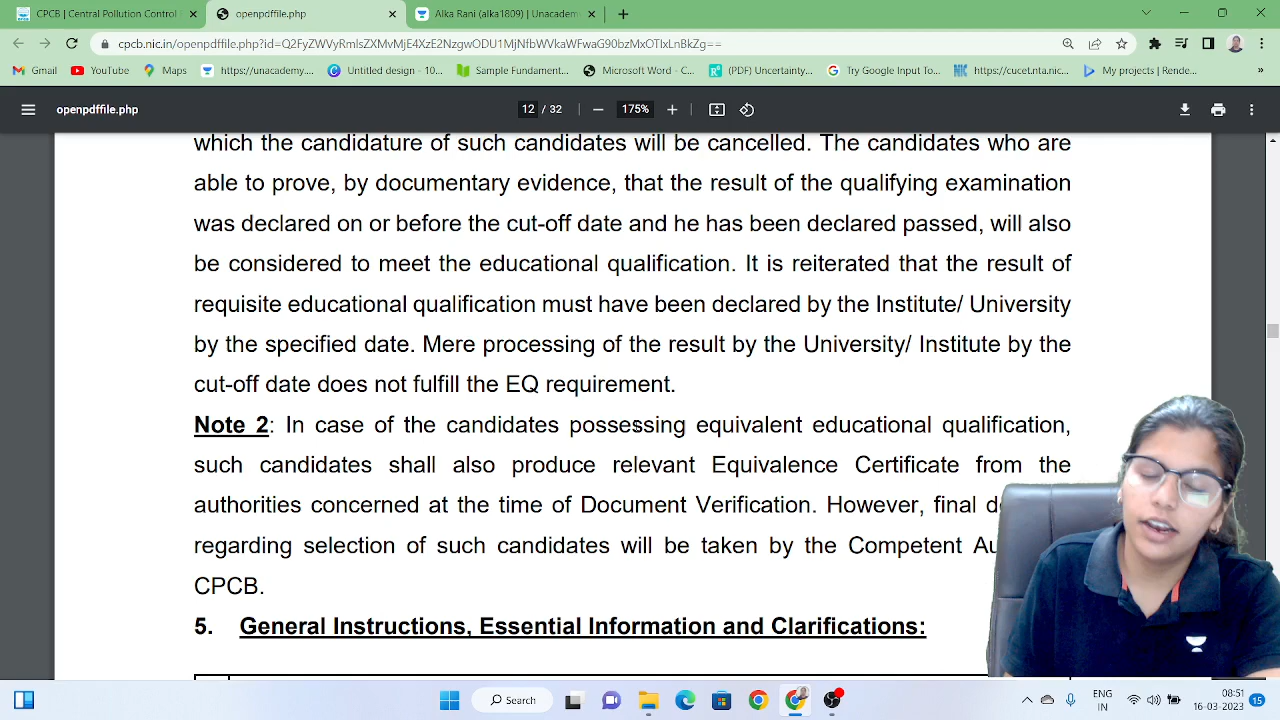 CPCB | Central Pollution Control
openpdffile.php
Alka Rani (alka1809) | Unacadem
cpcb.nic.in/openpdffile.php?id=Q2FyZWVyRmlsZXMvMjE4XzE2NzgwODU1MjNfbWVkaWFwaG90bzMxOTIxLnBkZg==
Gmail
YouTube
Maps
https://unacademy...
Untitled design - 10...
Sample Fundament...
Microsoft Word - C...
(PDF) Uncertainty...
Try Google Input To...
https://cucet.nta.nic...
My projects | Rende...
openpdffile.php
12 / 32
175%
which the candidature of such candidates will be cancelled. The candidates who are
able to prove, by documentary evidence, that the result of the qualifying examination
was declared on or before the cut-off date and he has been declared passed, will also
be considered to meet the educational qualification. It is reiterated that the result of
requisite educational qualification must have been declared by the Institute/ University
by the specified date. Mere processing of the result by the University/ Institute by the
cut-off date does not fulfill the EQ requirement.
Note 2: In case of the candidates possessing equivalent educational qualification,
such candidates shall also produce relevant Equivalence Certificate from the
authorities concerned at the time of Document Verification. However, final
regarding selection of such candidates will be taken by the Competent
CPCB.
5. General Instructions, Essential Information and Clarifications:
Search
ENG
IN
08:51
16-03-2023
15